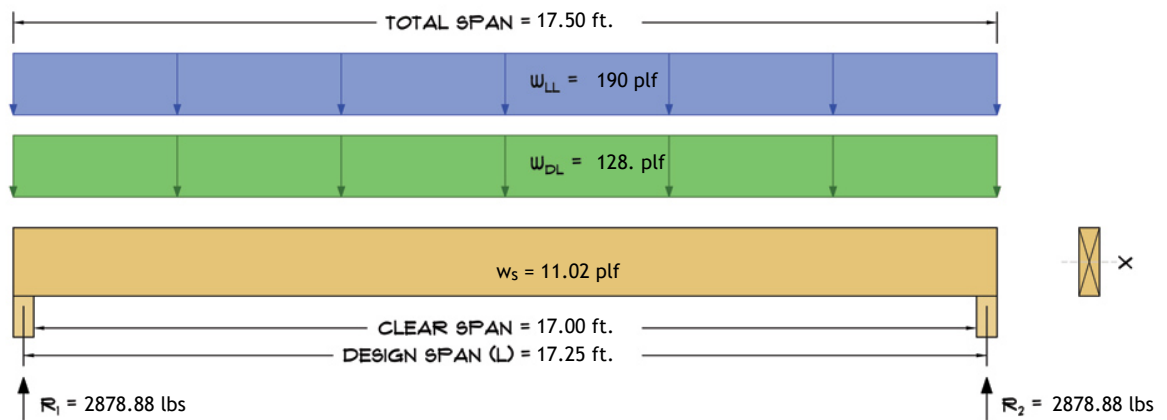 TOTAL SPAN = 17.50 ft.
wLL = 190 plf
wDL = 128. plf
ws = 11.02 plf
X
CLEAR SPAN = 17.00 ft.
DESIGN SPAN (L) = 17.25 ft.
R1 = 2878.88 lbs
R2 = 2878.88 lbs